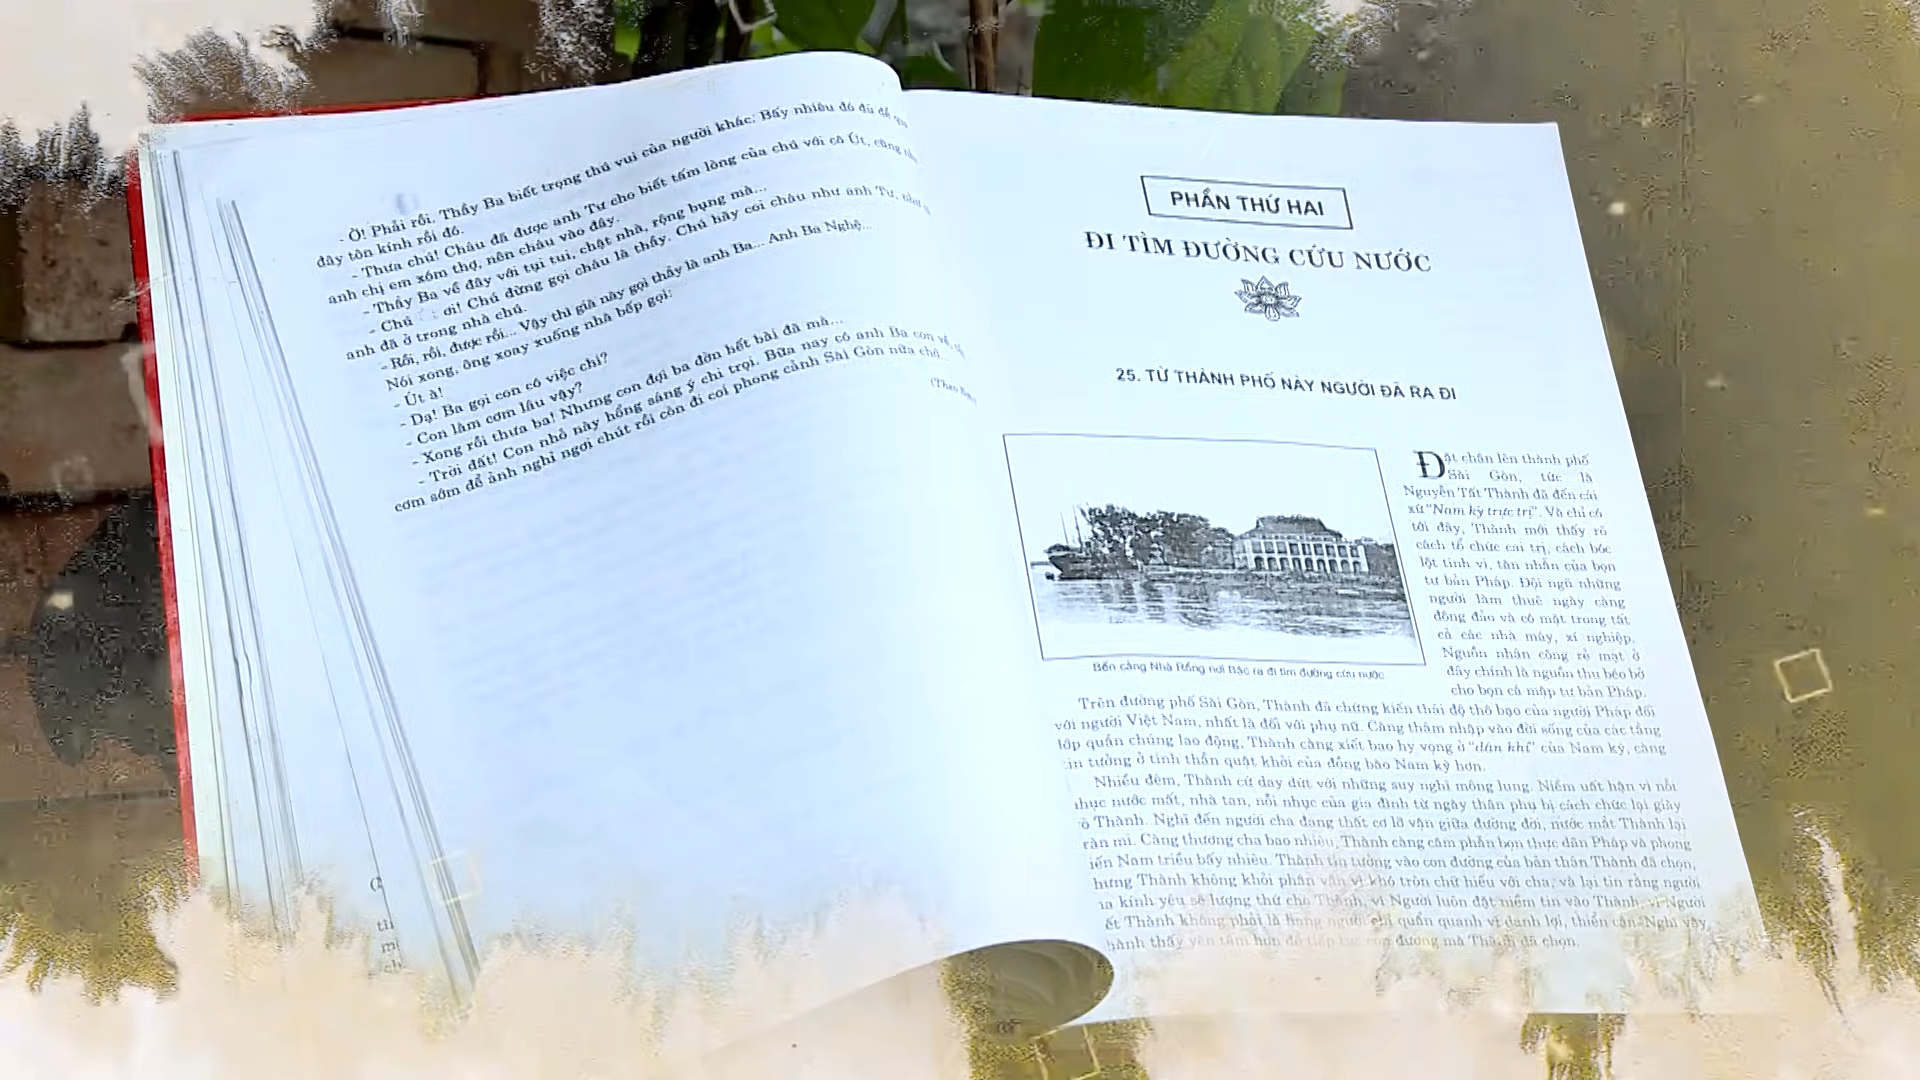 - Ồ! Phải rồi. Thầy Ba biết trọng thú vui của người khác: Bấy nhiêu đó đủ để
đây tôn kính rồi đó.
- Thưa chú! Cháu đã được anh Tư cho biết tấm lòng của chú với cô Út, cũng
anh chị em xóm thợ, nên cháu vào đây.
- Thầy Ba về đây với tụi tui, chật nhà, rộng bụng mà...
- Chú ơi! Chú đừng gọi cháu là thầy. Chú hãy coi cháu như anh Tư, như
anh đã ở trong nhà chú.
- Rồi, rồi, được rồi... Vậy thì già này gọi thầy là anh Ba... Anh Ba Nghệ...
Nói xong, ông xoay xuống nhà bếp gọi:
- Út à!
- Dạ! Ba gọi con có việc chi?
- Con làm cơm lâu vậy?
- Xong rồi thưa ba! Nhưng con đợi ba đờn hết bài đã mà...
- Trời đất! Con nhỏ này hổng sáng ý chi trọi. Bữa nay có anh Ba con về,
cơm sớm để ảnh nghỉ ngơi chút rồi còn đi coi phong cảnh Sài Gòn nữa chớ...
(Theo
PHẦN THỨ HAI
ĐI TÌM ĐƯỜNG CỨU NƯỚC
25. TỪ THÀNH PHỐ NÀY NGƯỜI ĐÃ RA ĐI
Đặt chân lên thành phố
Sài Gòn, tức là
Nguyễn Tất Thành đã đến cái
xứ "Nam kỳ trực trị". Và chỉ có
tới đây, Thành mới thấy rõ
cách tổ chức cai trị, cách bóc
lột tinh vi, tàn nhẫn của bọn
tư bản Pháp. Đội ngũ những
người làm thuê ngày càng
đông đảo và có mặt trong tất
cả các nhà máy, xí nghiệp.
Nguồn nhân công rẻ mạt ở
đây chính là nguồn thu béo bở
cho bọn cá mập tư bản Pháp.
Bến cảng Nhà Rồng nơi Bác ra đi tìm đường cứu nước
Trên đường phố Sài Gòn, Thành đã chứng kiến thái độ thô bạo của người Pháp đối
với người Việt Nam, nhất là đối với phụ nữ. Càng thâm nhập vào đời sống của các tầng
lớp quần chúng lao động, Thành càng xiết bao hy vọng ở "dân khí" của Nam kỳ, càng
tin tưởng ở tinh thần quật khởi của đồng bào Nam kỳ hơn.
Nhiều đêm, Thành cứ day dứt với những suy nghĩ mông lung. Niềm uất hận vì nỗi
nhục nước mất, nhà tan, nỗi nhục của gia đình từ ngày thân phụ bị cách chức lại giày
vò Thành. Nghĩ đến người cha đang thất cơ lỡ vận giữa đường đời, nước mắt Thành lại
ràn mi. Càng thương cha bao nhiêu, Thành càng căm phẫn bọn thực dân Pháp và phong
iến Nam triều bấy nhiêu. Thành tin tưởng vào con đường của bản thân Thành đã chọn,
hưng Thành không khỏi phân vân vì khó tròn chữ hiếu với cha, và lại tin rằng người
kính yêu sẽ lượng thứ cho Thành, vì Người luôn đặt niềm tin vào Thành, vì Người
ết Thành không phải là hạng người chỉ quẩn quanh vì danh lợi, thiển cận. Nghĩ vậy,
hành thấy yên tâm hơn để tiếp tục con đường mà Thành đã chọn.